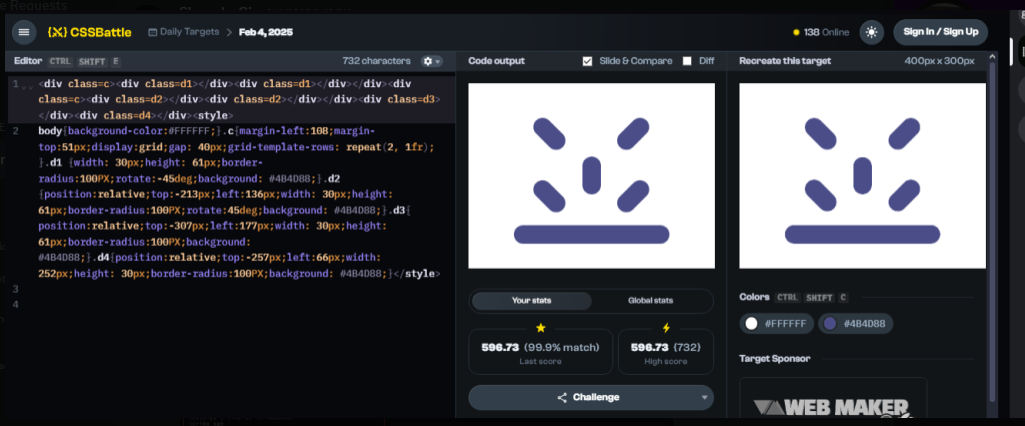 e Requests
{X} CSSBattle
Daily Targets > Feb 4, 2025
138 Online
Sign In / Sign Up
Editor CTRL SHIFT E
732 characters
Code output
Slide & Compare
Diff
Recreate this target
400px x 300px
1
<div class=c><div class=d1></div><div class=d1></div></div><div
class=c><div class=d2></div><div class=d2></div></div><div class=d3>
</div><div class=d4></div><style>
2
body{background-color:#FFFFFF;}.c{margin-left:108;margin-
top:51px;display:grid;gap: 40px;grid-template-rows: repeat(2, 1fr);
}.d1 {width: 30px;height: 61px;border-
radius:100PX;rotate:-45deg;background: #4B4D88;}.d2
{position:relative;top:-213px;left:136px;width: 30px;height:
61px;border-radius:100PX;rotate:45deg;background: #4B4D88;}.d3{
position:relative;top:-307px;left:177px;width: 30px;height:
61px;border-radius:100PX;background:
#4B4D88;}.d4{position:relative;top:-257px;left:66px;width:
252px;height: 30px;border-radius:100PX;background: #4B4D88;}</style>
3
4
Your stats
Global stats
596.73 (99.9% match)
Last score
596.73 {732}
High score
Challenge
Colors CTRL SHIFT C
#FFFFFF
#4B4D88
Target Sponsor
WEB MAKER